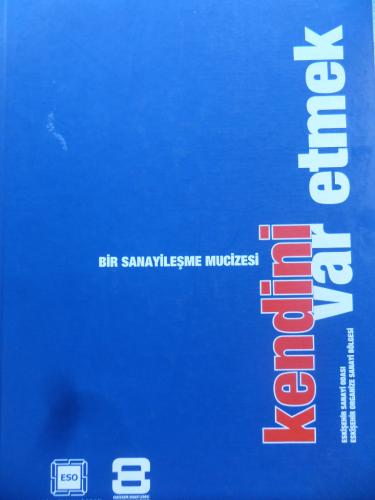 BİR SANAYİLEŞME MUCİZESİ
kendini
var etmek
ESKİŞEHİR SANAYİ ODASI
ESKİŞEHİR ORGANİZE SANAYİ BÖLGESİ
ESO